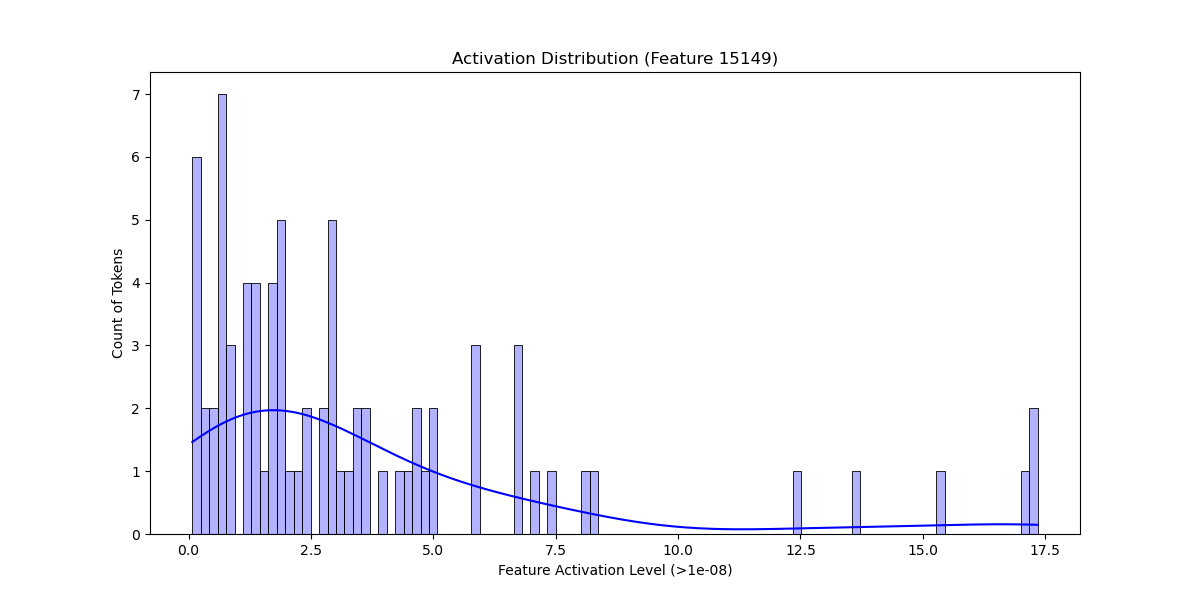 Activation Distribution (Feature 15149)
7
6
5
4
3
2
1
0
Count of Tokens
0.0 2.5 5.0 7.5 10.0 12.5 15.0 17.5
Feature Activation Level (>1e-08)